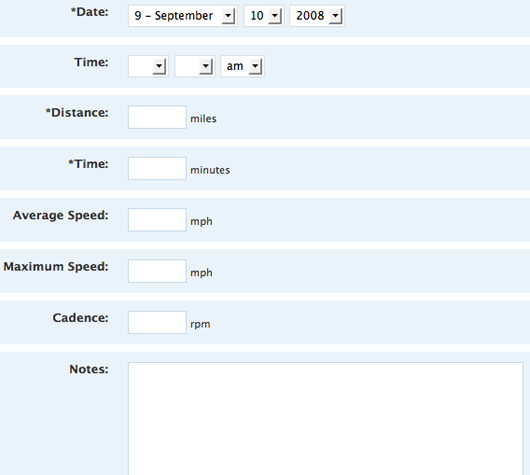 *Date: 9 – September 10 2008
Time: am
*Distance: miles
*Time: minutes
Average Speed: mph
Maximum Speed: mph
Cadence: rpm
Notes: